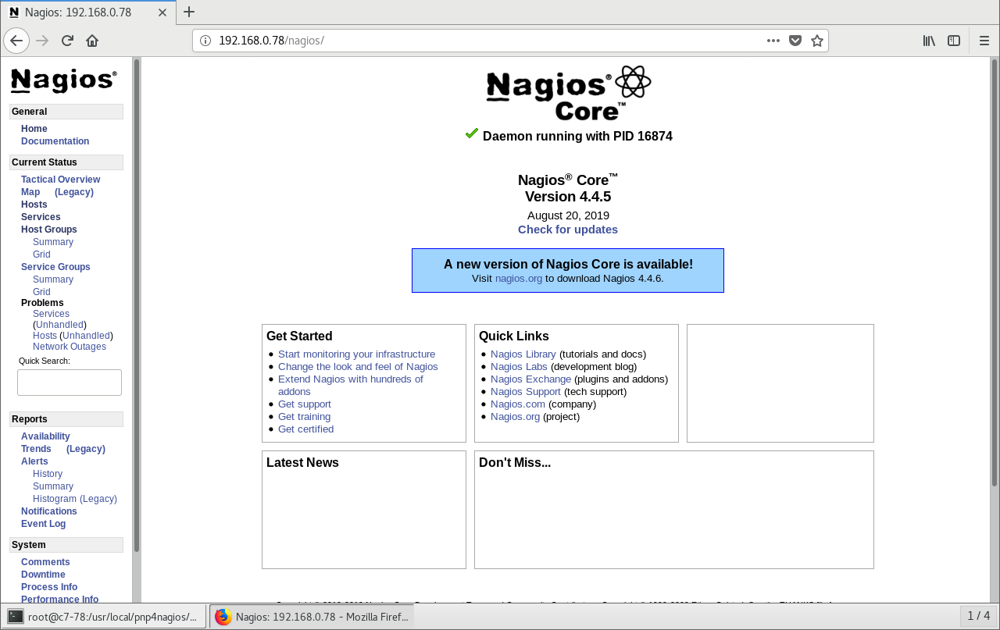 Nagios: 192.168.0.78
192.168.0.78/nagios/
Nagios®
General
Home
Documentation
Current Status
Tactical Overview
Map (Legacy)
Hosts
Services
Host Groups
Summary
Grid
Service Groups
Summary
Grid
Problems
Services
(Unhandled)
Hosts (Unhandled)
Network Outages
Quick Search:
Reports
Availability
Trends (Legacy)
Alerts
History
Summary
Histogram (Legacy)
Notifications
Event Log
System
Comments
Downtime
Process Info
Performance Info
Nagios®
Core™
Daemon running with PID 16874
Nagios® Core™
Version 4.4.5
August 20, 2019
Check for updates
A new version of Nagios Core is available!
Visit nagios.org to download Nagios 4.4.6.
Get Started
Start monitoring your infrastructure
Change the look and feel of Nagios
Extend Nagios with hundreds of
addons
Get support
Get training
Get certified
Quick Links
Nagios Library (tutorials and docs)
Nagios Labs (development blog)
Nagios Exchange (plugins and addons)
Nagios Support (tech support)
Nagios.com (company)
Nagios.org (project)
Latest News
Don't Miss...
root@c7-78:/usr/local/pnp4nagios/...
Nagios: 192.168.0.78 - Mozilla Firef...
1 / 4